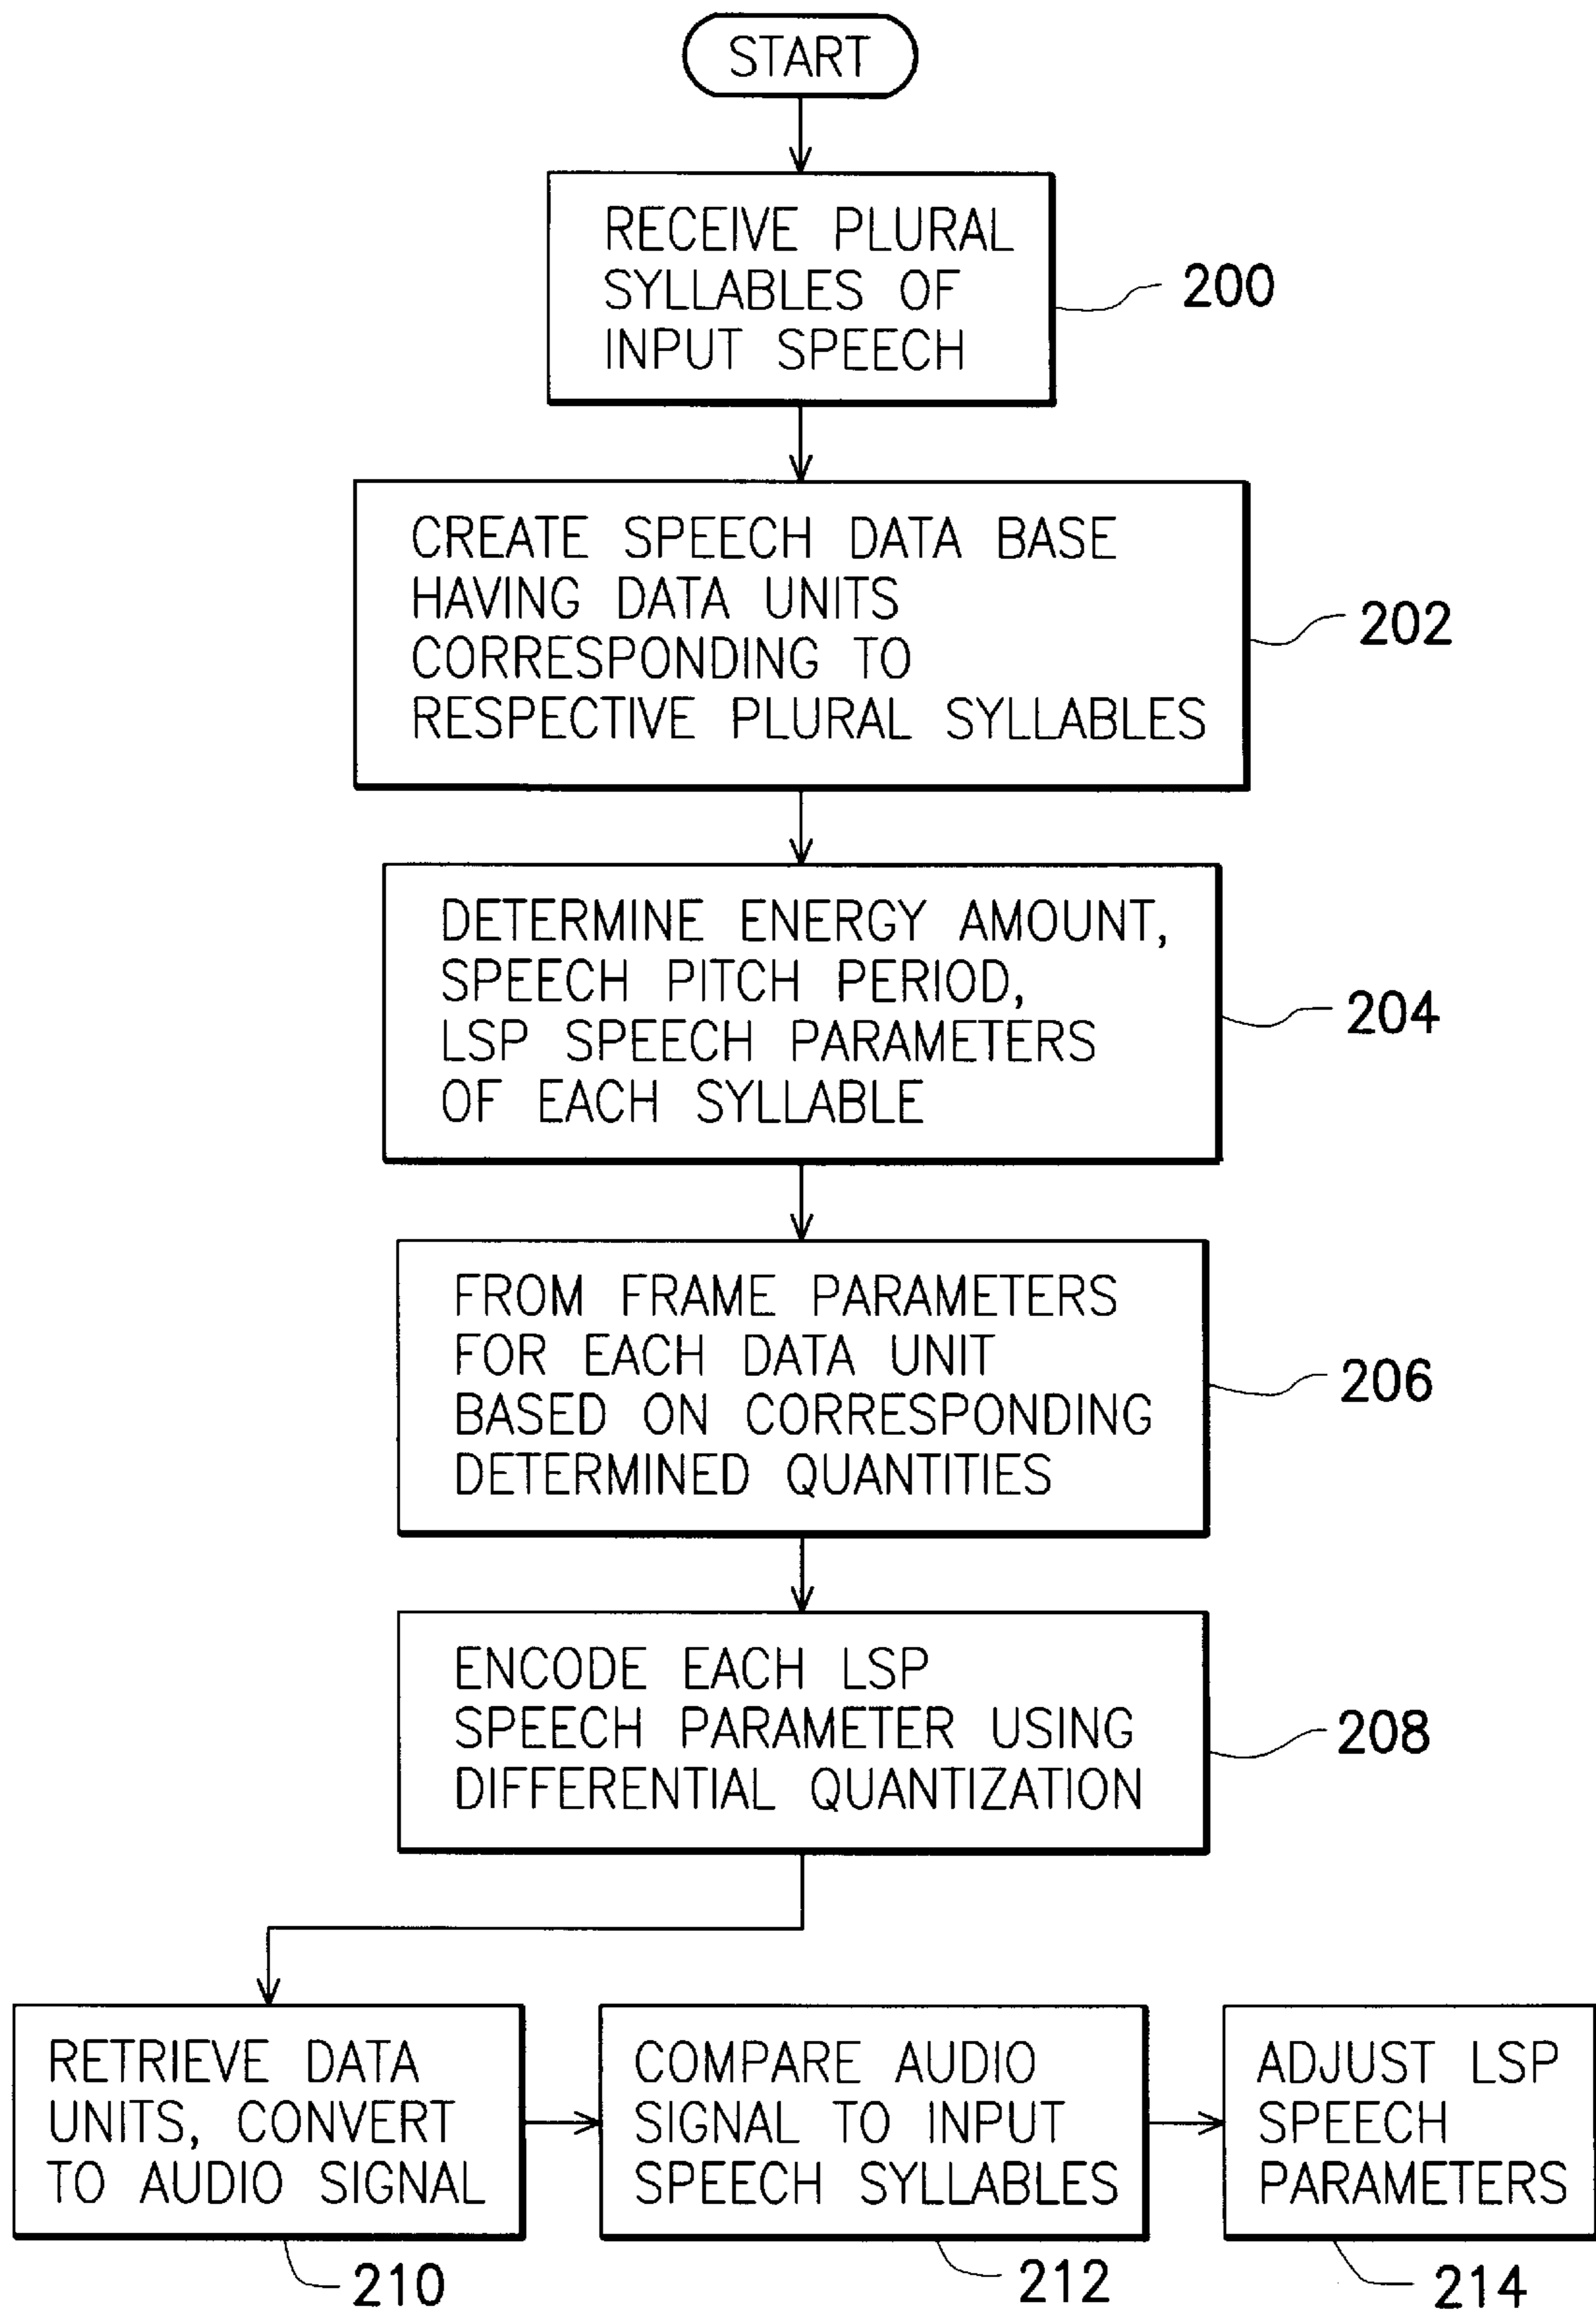 START
RECEIVE PLURAL
SYLLABLES OF
INPUT SPEECH
200
CREATE SPEECH DATA BASE
HAVING DATA UNITS
CORRESPONDING TO
RESPECTIVE PLURAL SYLLABLES
202
DETERMINE ENERGY AMOUNT,
SPEECH PITCH PERIOD,
LSP SPEECH PARAMETERS
OF EACH SYLLABLE
204
FROM FRAME PARAMETERS
FOR EACH DATA UNIT
BASED ON CORRESPONDING
DETERMINED QUANTITIES
206
ENCODE EACH LSP
SPEECH PARAMETER USING
DIFFERENTIAL QUANTIZATION
208
RETRIEVE DATA
UNITS, CONVERT
TO AUDIO SIGNAL
210
COMPARE AUDIO
SIGNAL TO INPUT
SPEECH SYLLABLES
212
ADJUST LSP
SPEECH
PARAMETERS
214